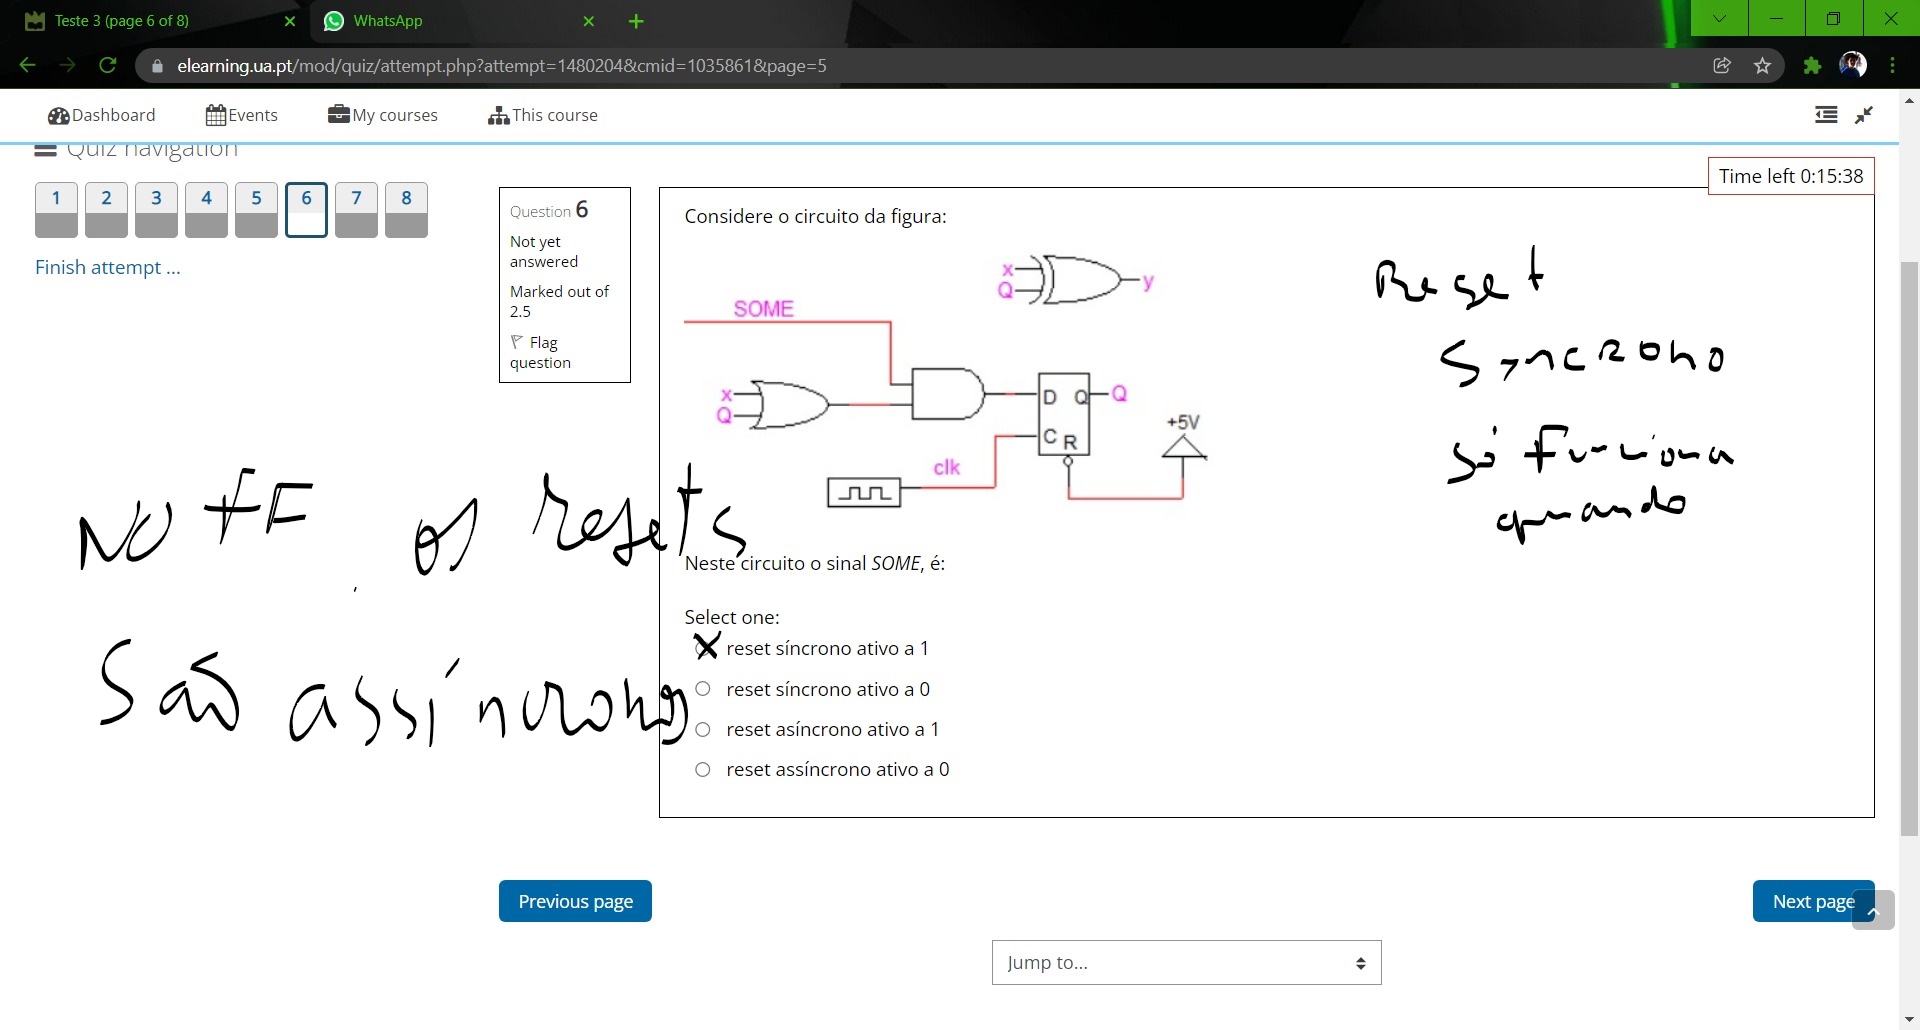 Teste 3 (page 6 of 8)
WhatsApp
elearning.ua.pt/mod/quiz/attempt.php?attempt=1480204&cmid=1035861&page=5
Dashboard
Events
My courses
This course
Quiz navigation
1 2 3 4 5 6 7 8
Finish attempt ...
Time left 0:15:38
Question 6
Not yet
answered
Marked out of
2.5
Flag
question
Considere o circuito da figura:
x
Q
y
SOME
x
Q
D Q
Q
C R
clk
+5V
Reset
Syncrono
só funciona
quando
NO FF os resets
São assíncronos
Neste circuito o sinal SOME, é:
Select one:
X reset síncrono ativo a 1
reset síncrono ativo a 0
reset asíncrono ativo a 1
reset assíncrono ativo a 0
Previous page
Next page
Jump to...